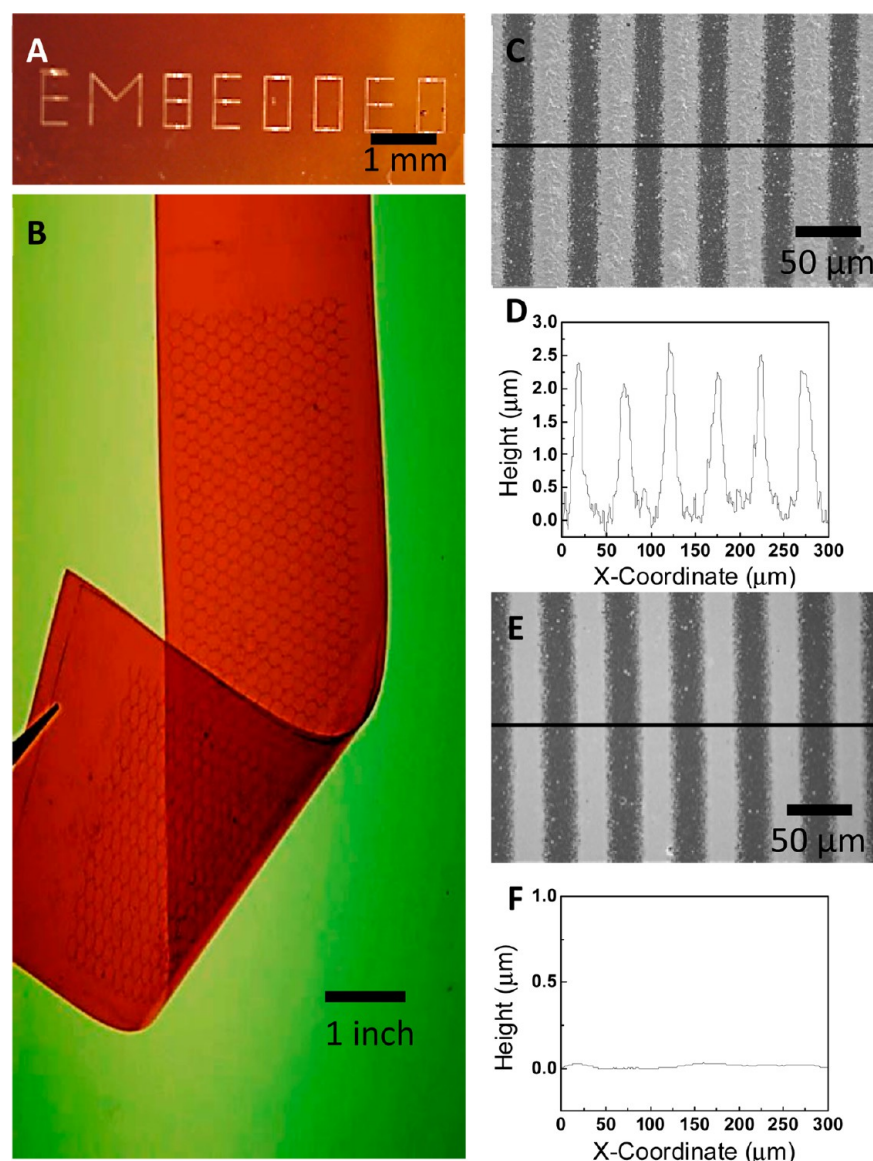 A
EMBEDDED
1 mm
B
1 inch
C
50 μm
D
3.0
2.5
2.0
1.5
1.0
0.5
0.0
Height (μm)
0 50 100 150 200 250 300
X-Coordinate (μm)
E
50 μm
F
1.0
0.5
0.0
Height (μm)
0 50 100 150 200 250 300
X-Coordinate (μm)